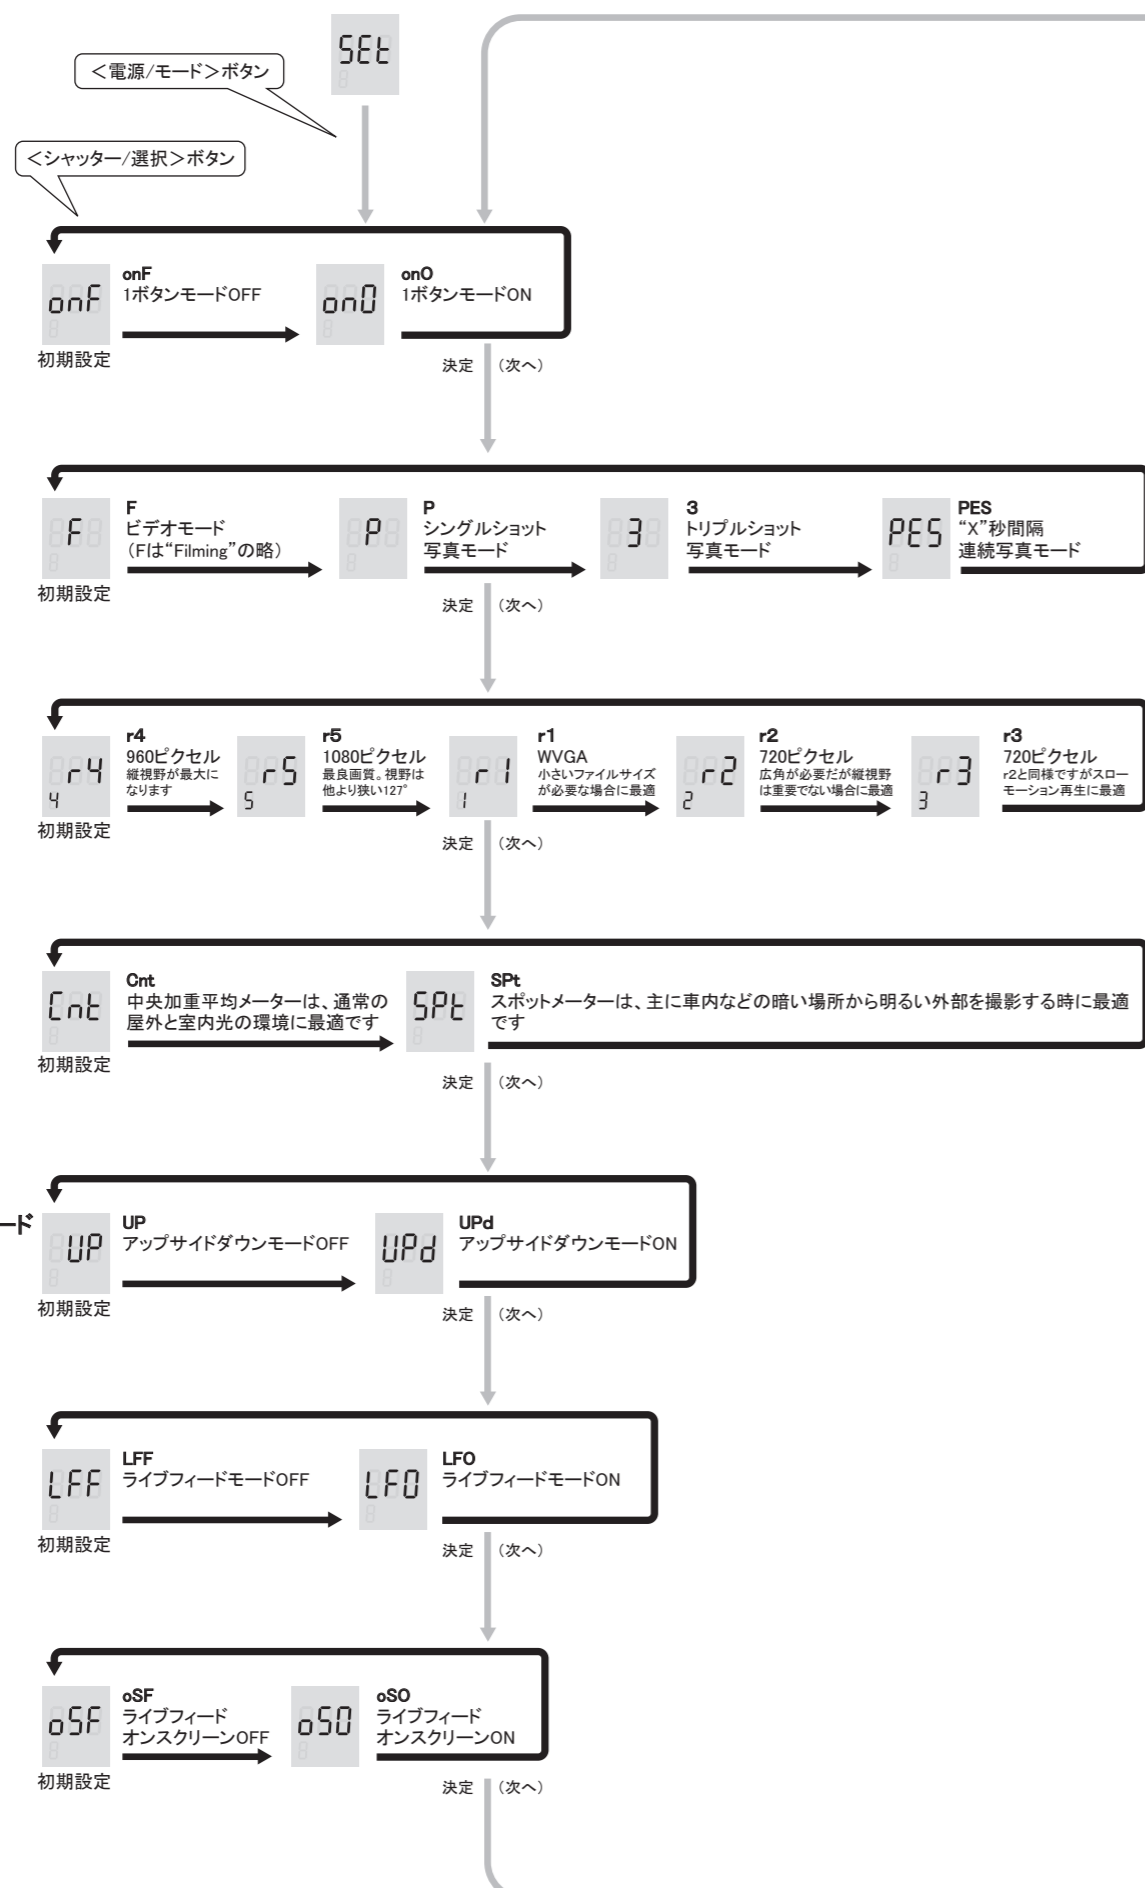 SEt
＜電源/モード＞ボタン
＜シャッター/選択＞ボタン
onF
onF
1ボタンモードOFF
初期設定
onO
onO
1ボタンモードON
決定 （次へ）
F
F
ビデオモード
（Fは“Filming”の略）
初期設定
P
P
シングルショット
写真モード
3
3
トリプルショット
写真モード
PES
PES
“X”秒間隔
連続写真モード
決定 （次へ）
r4
4
r4
960ピクセル
縦視野が最大に
なります
初期設定
r5
5
r5
1080ピクセル
最良画質。視野は
他より狭い127°
r1
1
r1
WVGA
小さいファイルサイズ
が必要な場合に最適
r2
2
r2
720ピクセル
広角が必要だが縦視野
は重要でない場合に最適
r3
3
r3
720ピクセル
r2と同様ですがスロー
モーション再生に最適
決定 （次へ）
Cnt
Cnt
中央加重平均メーターは、通常の
屋外と室内光の環境に最適です
初期設定
SPt
SPt
スポットメーターは、主に車内などの暗い場所から明るい外部を撮影する時に最適
です
決定 （次へ）
ード
UP
UP
アップサイドダウンモードOFF
初期設定
UPd
UPd
アップサイドダウンモードON
決定 （次へ）
LFF
LFF
ライブフィードモードOFF
初期設定
LFO
LFO
ライブフィードモードON
決定 （次へ）
oSF
oSF
ライブフィード
オンスクリーンOFF
初期設定
oSO
oSO
ライブフィード
オンスクリーンON
決定 （次へ）